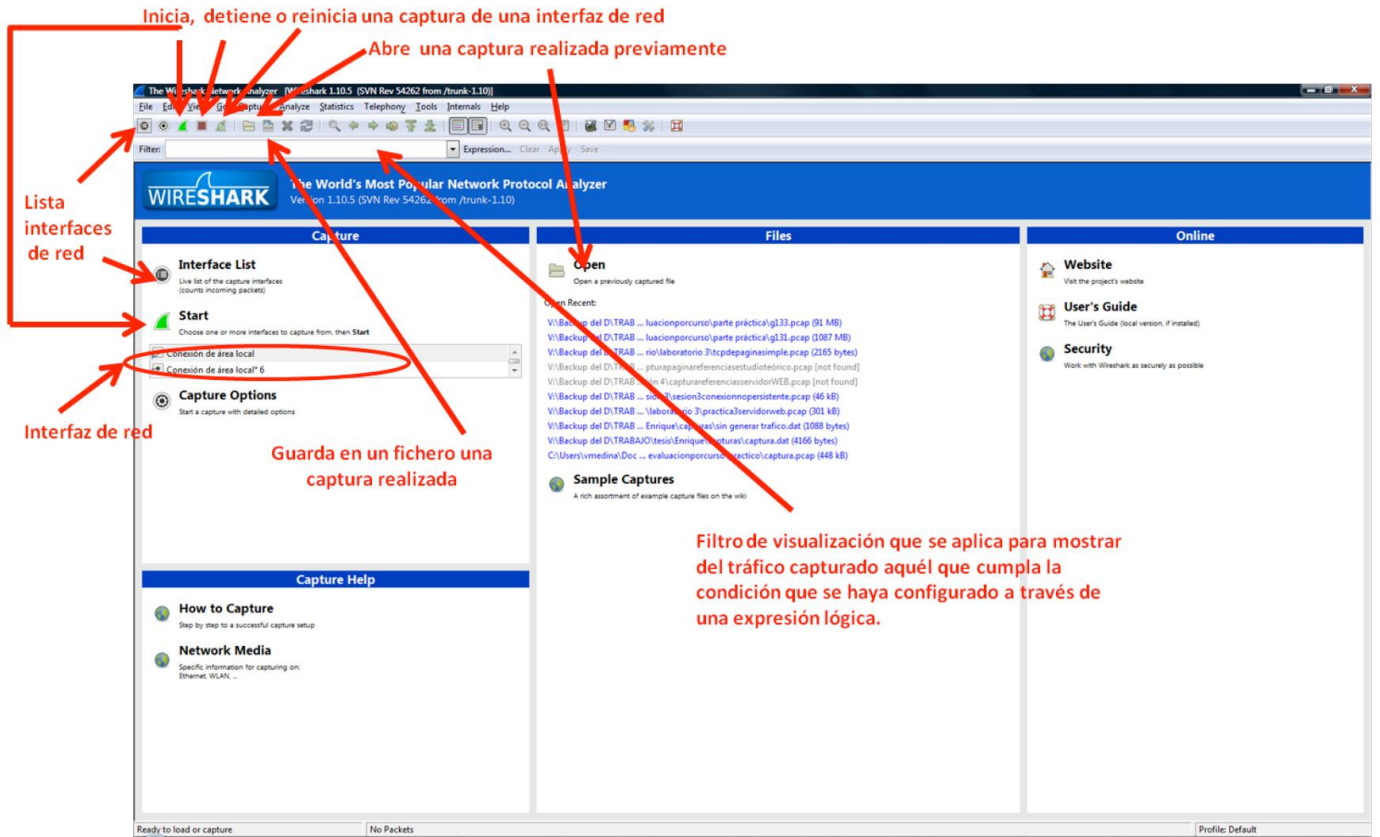 Inicia, detiene o reinicia una captura de una interfaz de red
Abre una captura realizada previamente
The Wireshark Network Analyzer [Wireshark 1.10.5 (SVN Rev 54262 from /trunk-1.10)]
File Edit View Go Capture Analyze Statistics Telephony Tools Internals Help
Filter: Expression... Clear Apply Save
WIRESHARK
The World's Most Popular Network Protocol Analyzer
Version 1.10.5 (SVN Rev 54262 from /trunk-1.10)
Lista
interfaces
de red
Capture
Interface List
Live list of the capture interfaces
(counts incoming packets)
Start
Choose one or more interfaces to capture from, then Start
Conexión de área local
Conexión de área local* 6
Capture Options
Start a capture with detailed options
Interfaz de red
Guarda en un fichero una
captura realizada
Capture Help
How to Capture
Step by step to a successful capture setup
Network Media
Specific information for capturing on:
Ethernet, WLAN, ...
Files
Open
Open a previously captured file
Open Recent:
V:\Backup del D\TRAB ... luacionporcurso\parte práctica\g133.pcap (91 MB)
V:\Backup del D\TRAB ... luacionporcurso\parte práctica\g131.pcap (1087 MB)
V:\Backup del D\TRAB ... rio\laboratorio 3\tcpdepaginasimple.pcap (2165 bytes)
V:\Backup del D\TRAB ... pturapaginareferenciasestudioteórico.pcap [not found]
V:\Backup del D\TRAB ... ión 4\capturareferenciasservidorWEB.pcap [not found]
V:\Backup del D\TRAB ... sion 3\sesion3conexionnopersistente.pcap (46 kB)
V:\Backup del D\TRAB ... \laboratorio 3\practica3servidorweb.pcap (301 kB)
V:\Backup del D\TRAB ... Enrique\capturas\sin generar trafico.dat (1088 bytes)
V:\Backup del D\TRABAJO\tesis\Enrique\capturas\captura.dat (4166 bytes)
C:\Users\vmedina\Doc ... evaluacionporcurso\practico\captura.pcap (448 kB)
Sample Captures
A rich assortment of example capture files on the wiki
Filtro de visualización que se aplica para mostrar
del tráfico capturado aquél que cumpla la
condición que se haya configurado a través de
una expresión lógica.
Online
Website
Visit the project's website
User's Guide
The User's Guide (local version, if installed)
Security
Work with Wireshark as securely as possible
Ready to load or capture No Packets Profile: Default